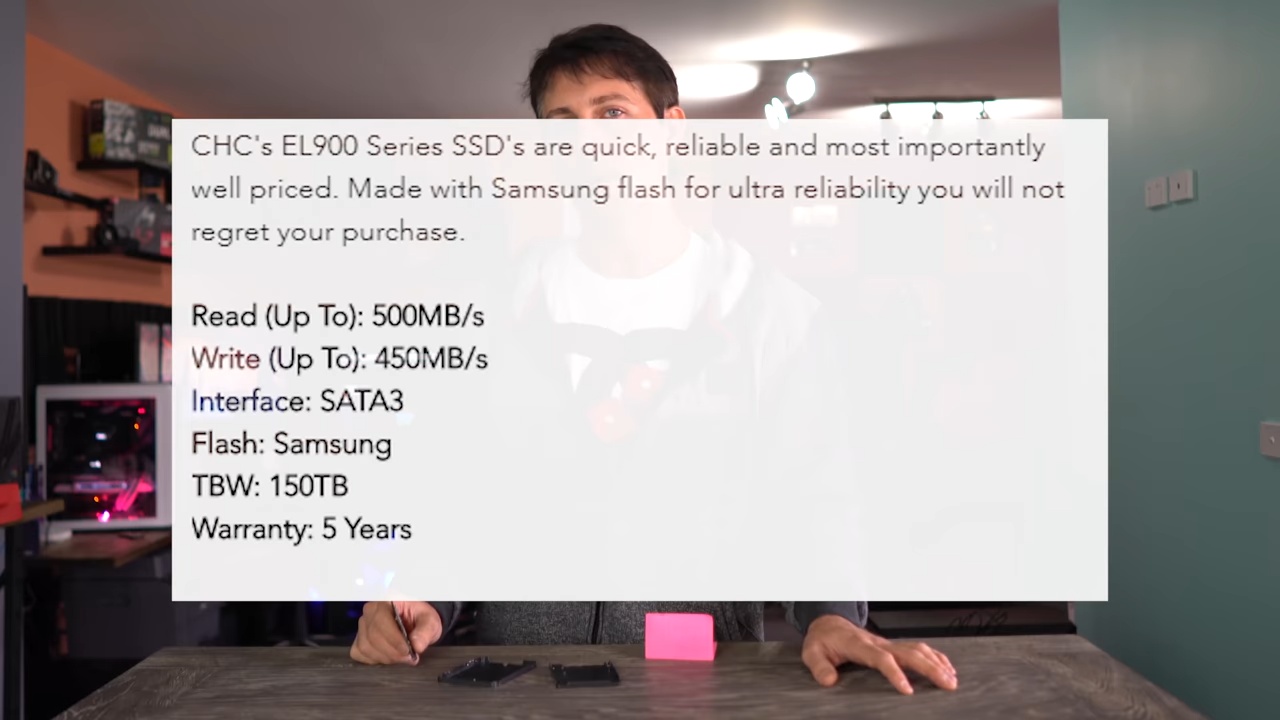 CHC's EL900 Series SSD's are quick, reliable and most importantly
well priced. Made with Samsung flash for ultra reliability you will not
regret your purchase.
Read (Up To): 500MB/s
Write (Up To): 450MB/s
Interface: SATA3
Flash: Samsung
TBW: 150TB
Warranty: 5 Years